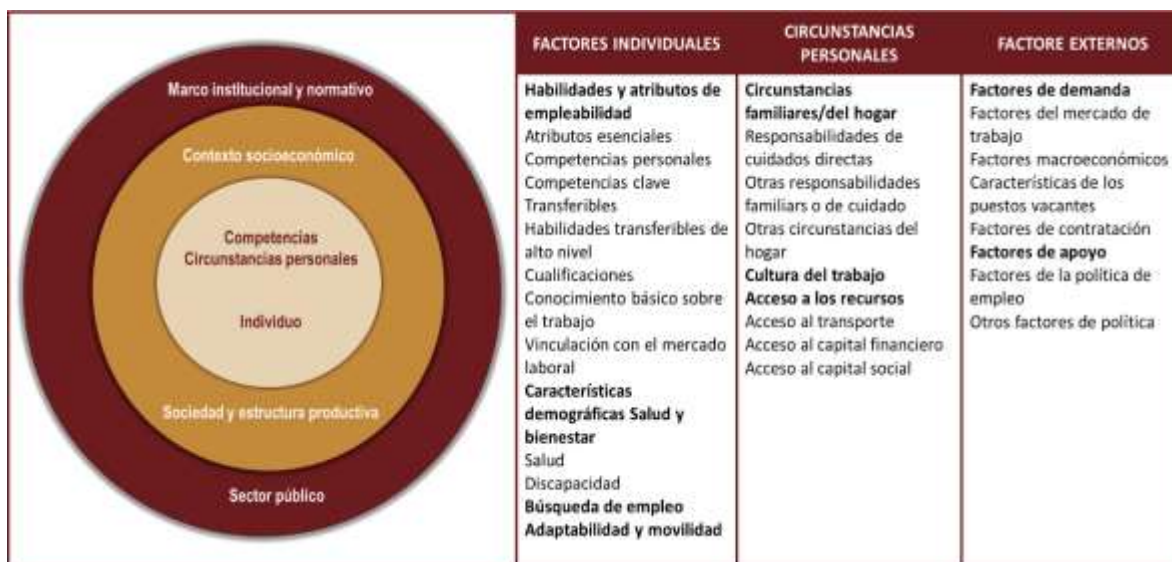 Marco institucional y normativo
Contexto socioeconómico
Competencias
Circunstancias personales
Individuo
Sociedad y estructura productiva
Sector público
FACTORES INDIVIDUALES
Habilidades y atributos de
empleabilidad
Atributos esenciales
Competencias personales
Competencias clave
Transferibles
Habilidades transferibles de
alto nivel
Cualificaciones
Conocimiento básico sobre
el trabajo
Vinculación con el mercado
laboral
Características
demográficas Salud y
bienestar
Salud
Discapacidad
Búsqueda de empleo
Adaptabilidad y movilidad
CIRCUNSTANCIAS
PERSONALES
Circunstancias
familiares/del hogar
Responsabilidades de
cuidados directas
Otras responsabilidades
familiars o de cuidado
Otras circunstancias del
hogar
Cultura del trabajo
Acceso a los recursos
Acceso al transporte
Acceso al capital financiero
Acceso al capital social
FACTORE EXTERNOS
Factores de demanda
Factores del mercado de
trabajo
Factores macroeconómicos
Características de los
puestos vacantes
Factores de contratación
Factores de apoyo
Factores de la política de
empleo
Otros factores de política